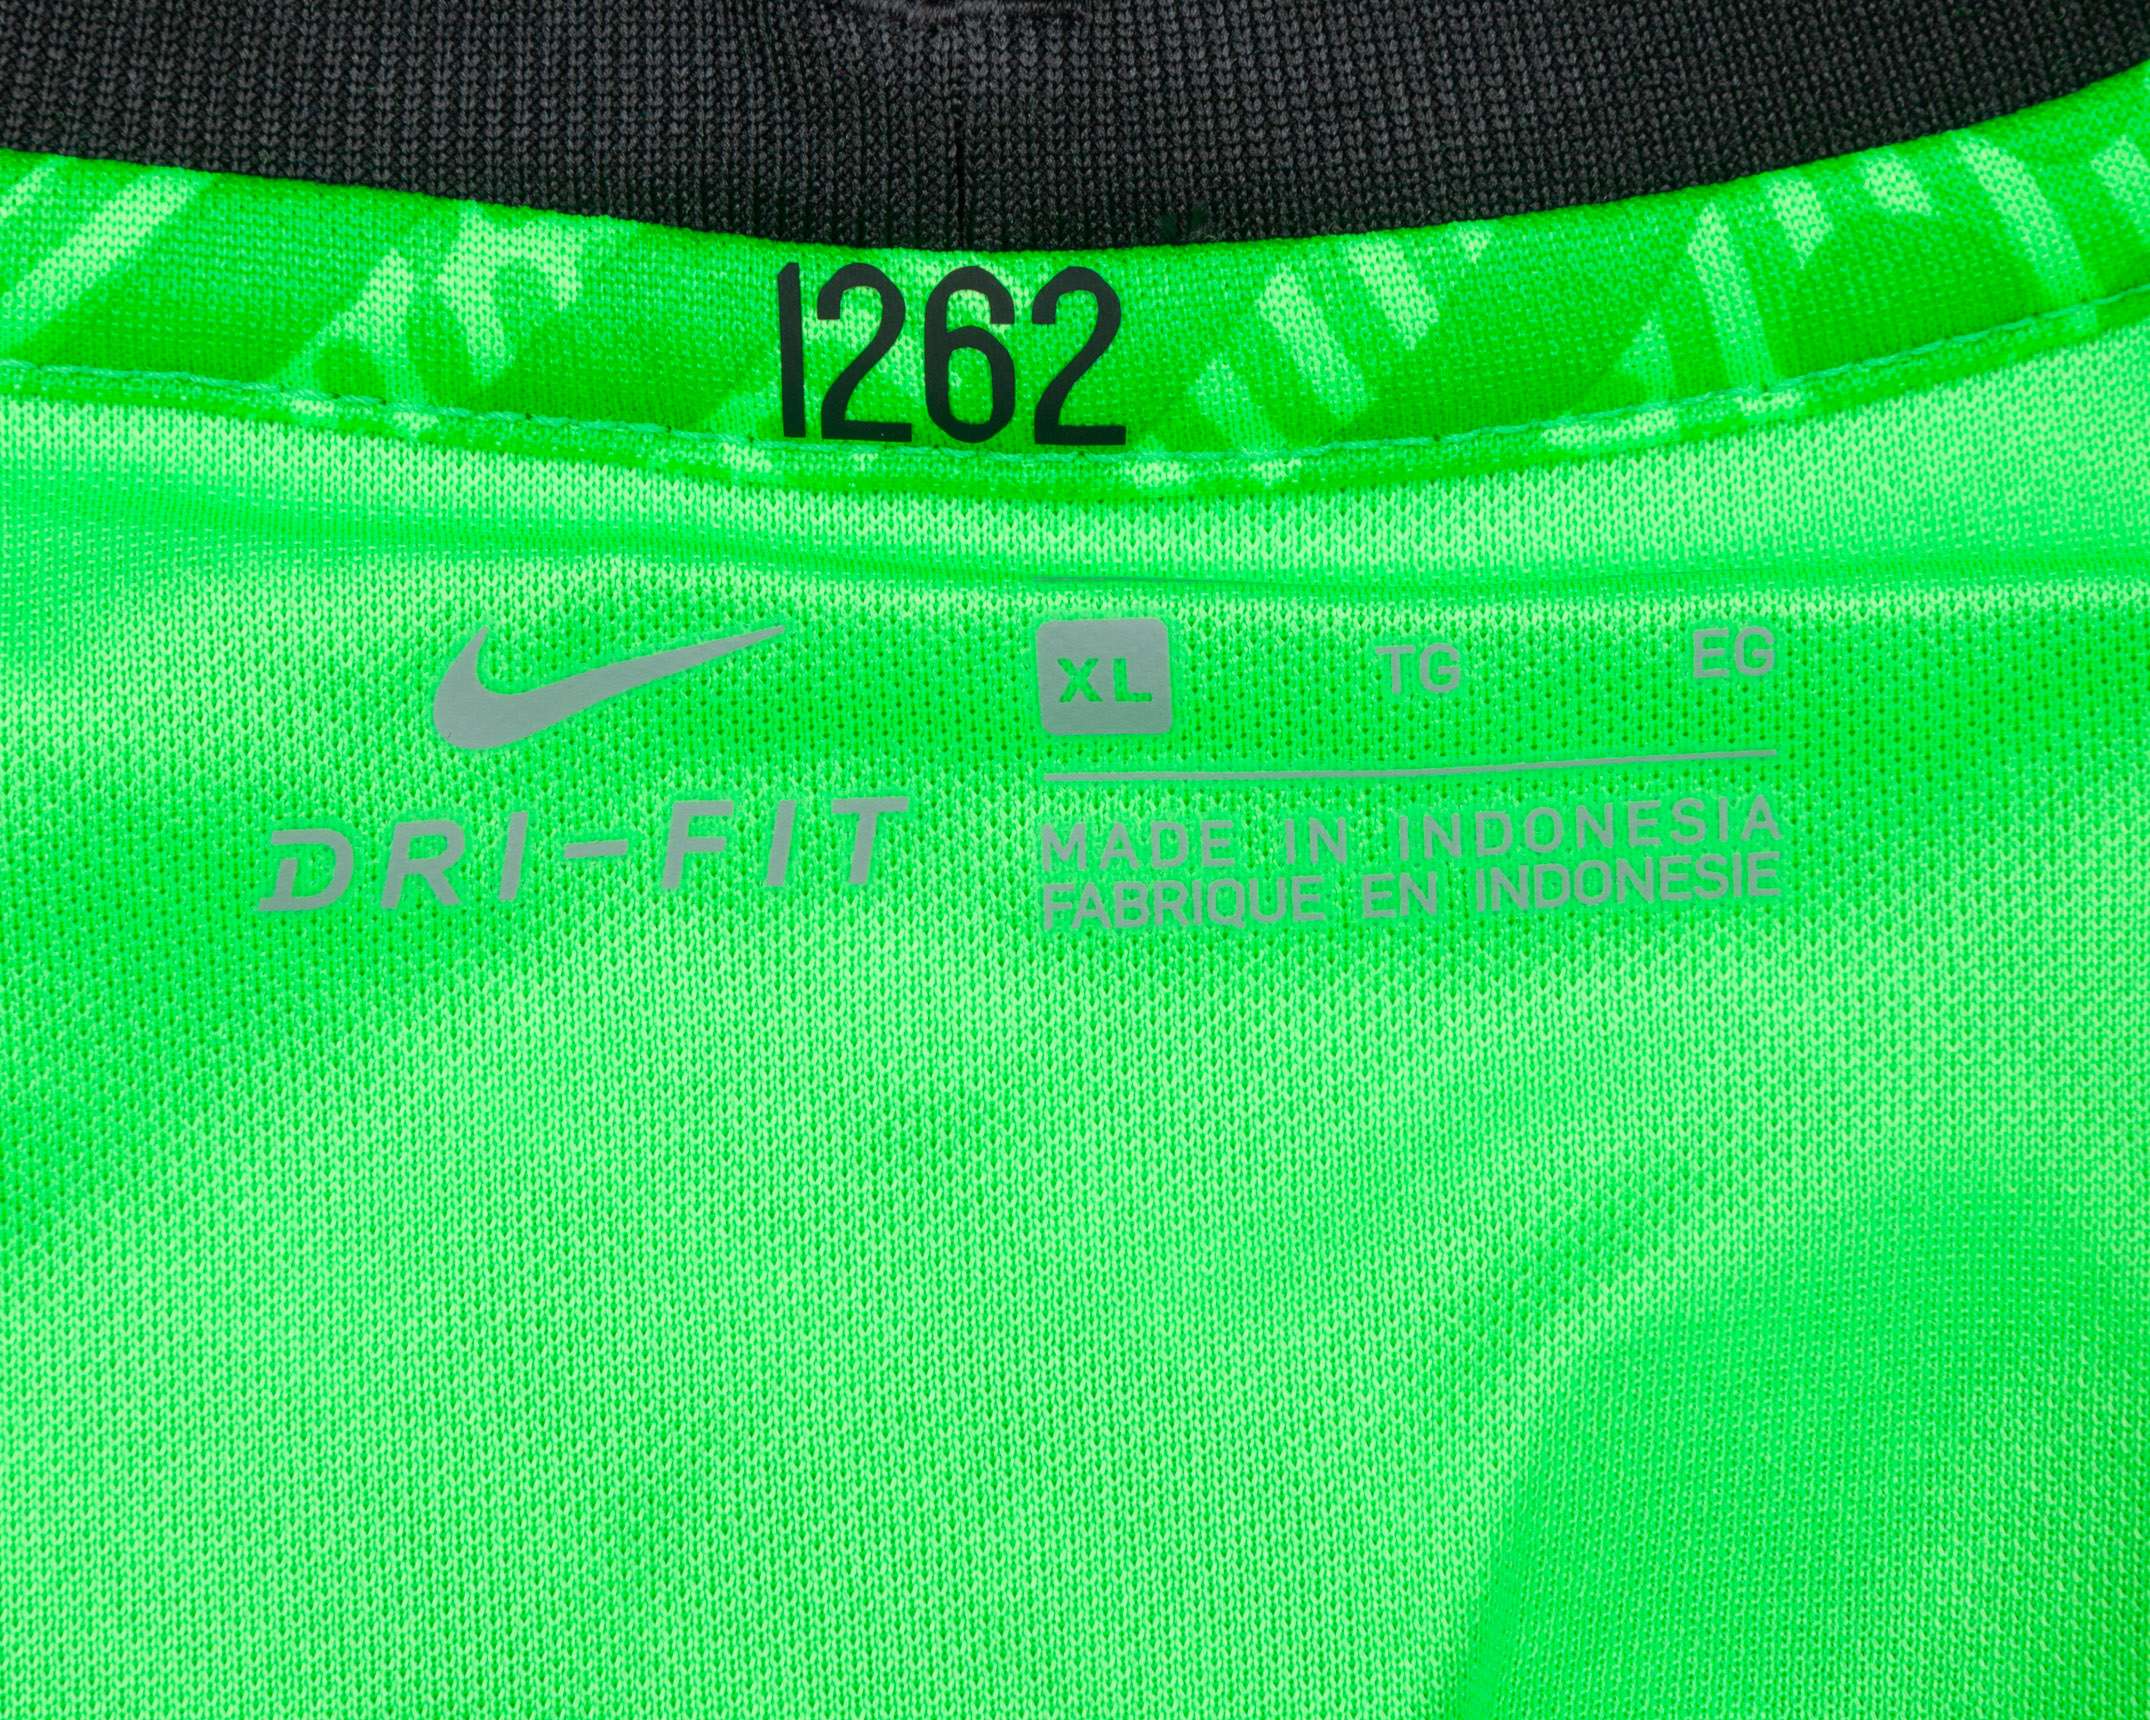 1262
XL TG EG
DRI-FIT
MADE IN INDONESIA
FABRIQUE EN INDONESIE